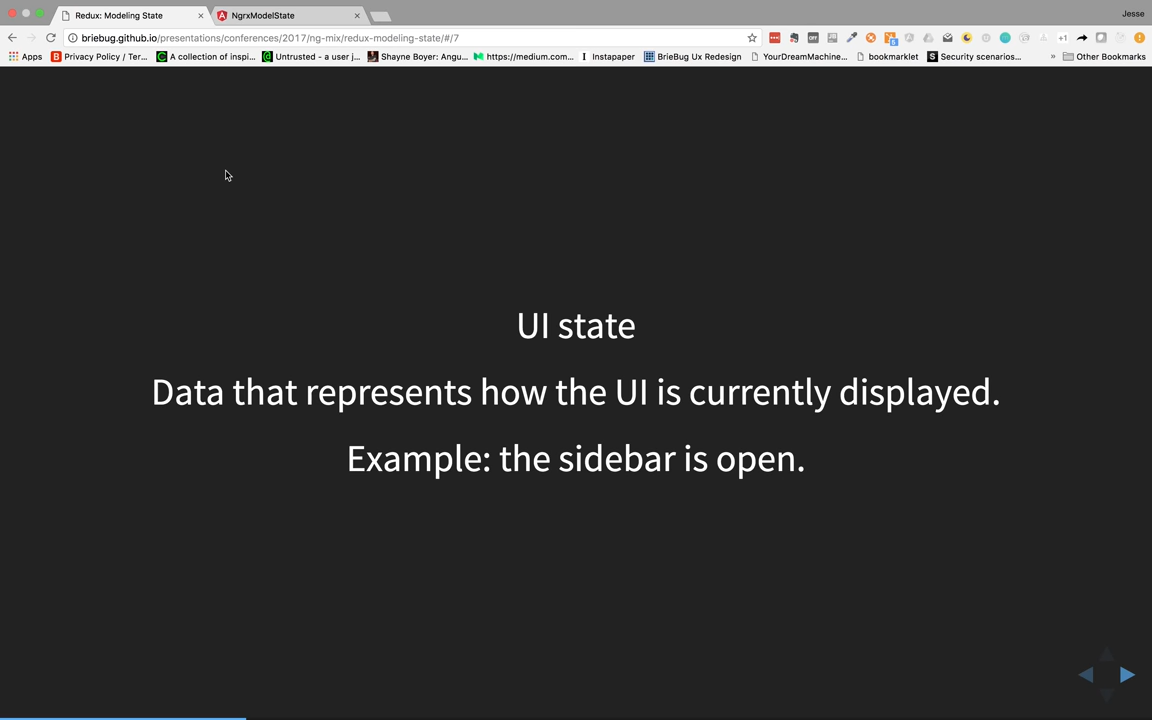 Redux: Modeling State
NgrxModelState
Jesse
briebug.github.io/presentations/conferences/2017/ng-mix/redux-modeling-state/#/7
Apps
Privacy Policy / Ter...
A collection of inspi...
Untrusted - a user j...
Shayne Boyer: Angu...
https://medium.com...
Instapaper
BrieBug Ux Redesign
YourDreamMachine...
bookmarklet
Security scenarios...
» Other Bookmarks
UI state
Data that represents how the UI is currently displayed.
Example: the sidebar is open.